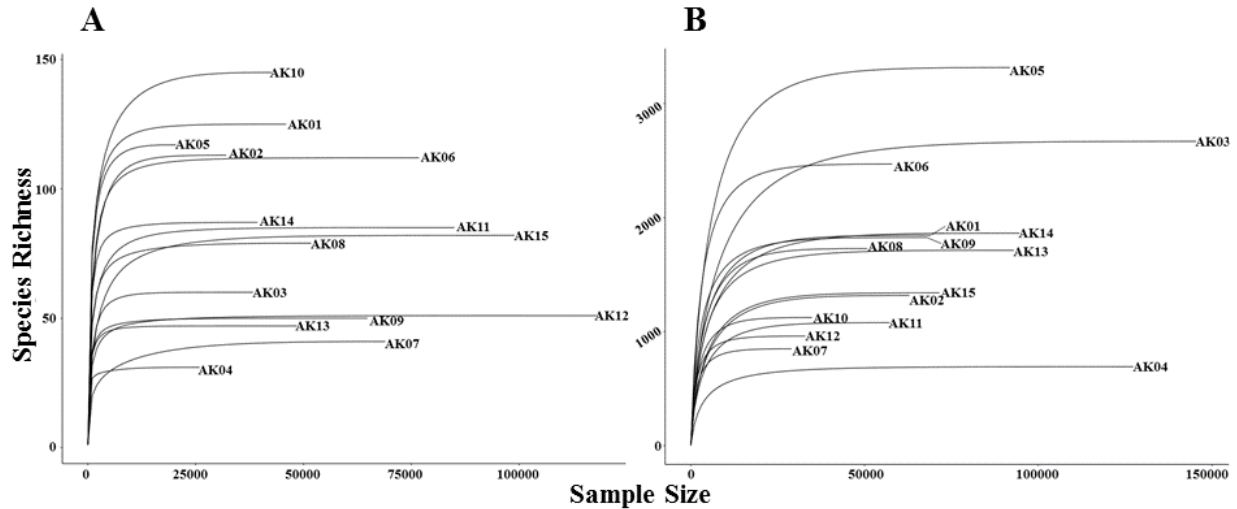 A
B
Species Richness
150
100
50
0
AK10
AK01
AK05
AK02
AK06
AK14
AK11
AK15
AK08
AK03
AK12
AK09
AK13
AK07
AK04
0
25000
50000
75000
100000
3000
2000
1000
0
AK05
AK03
AK06
AK01
AK14
AK09
AK08
AK13
AK15
AK02
AK10
AK11
AK12
AK07
AK04
0
50000
100000
150000
Sample Size